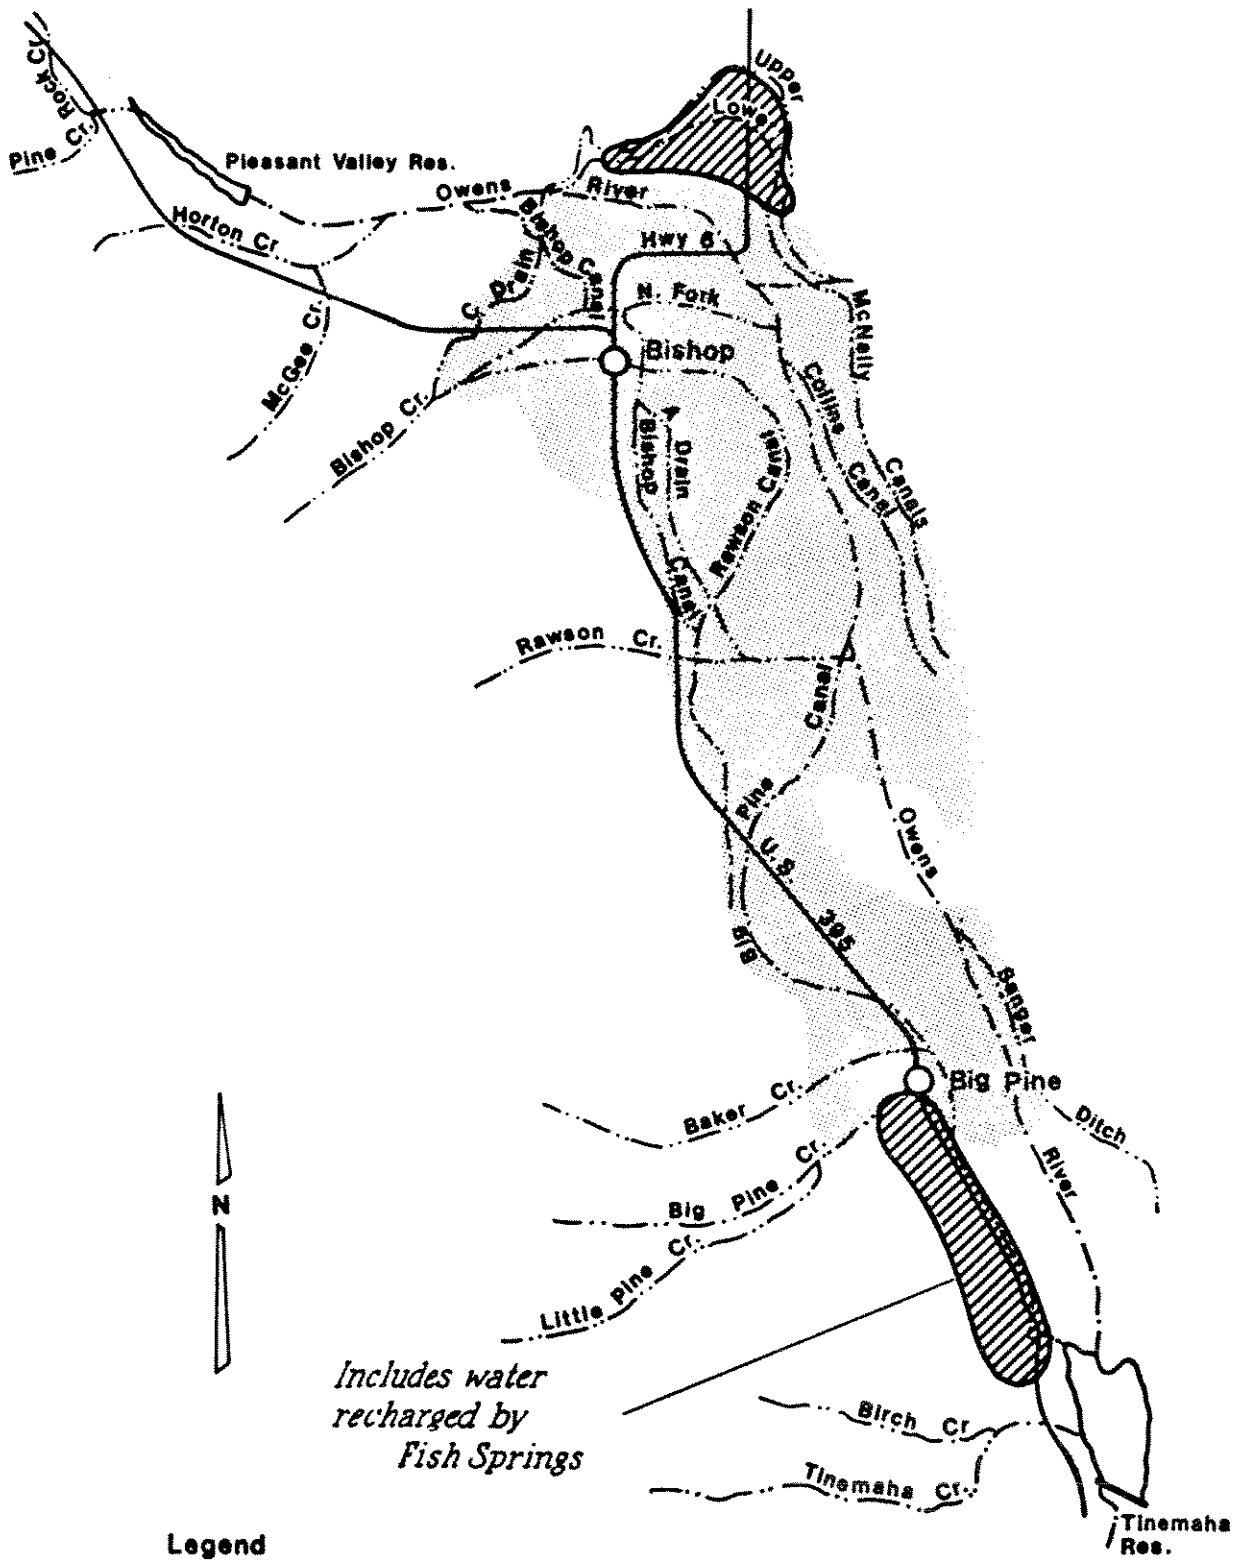 Rock Cr.
Pine Cr.
Pleasant Valley Res.
Upper
Lowe
Owens River
Horton Cr
McGee Cr.
Bishop Canal
C. Drain
Hwy 6
N. Fork
Bishop
Bishop Cr.
McNally Canals
Collins Canal
Bishop Canal
Drain
Rawson Canal
Rawson Cr.
Big Pine Canal
U.S. 395
Owens River
Sanger Ditch
Big Pine
Baker Cr.
Big Pine Cr.
Little Pine Cr.
N
Includes water
recharged by
Fish Springs
Birch Cr
Tinemaha Cr.
Tinemaha
Res.
Legend